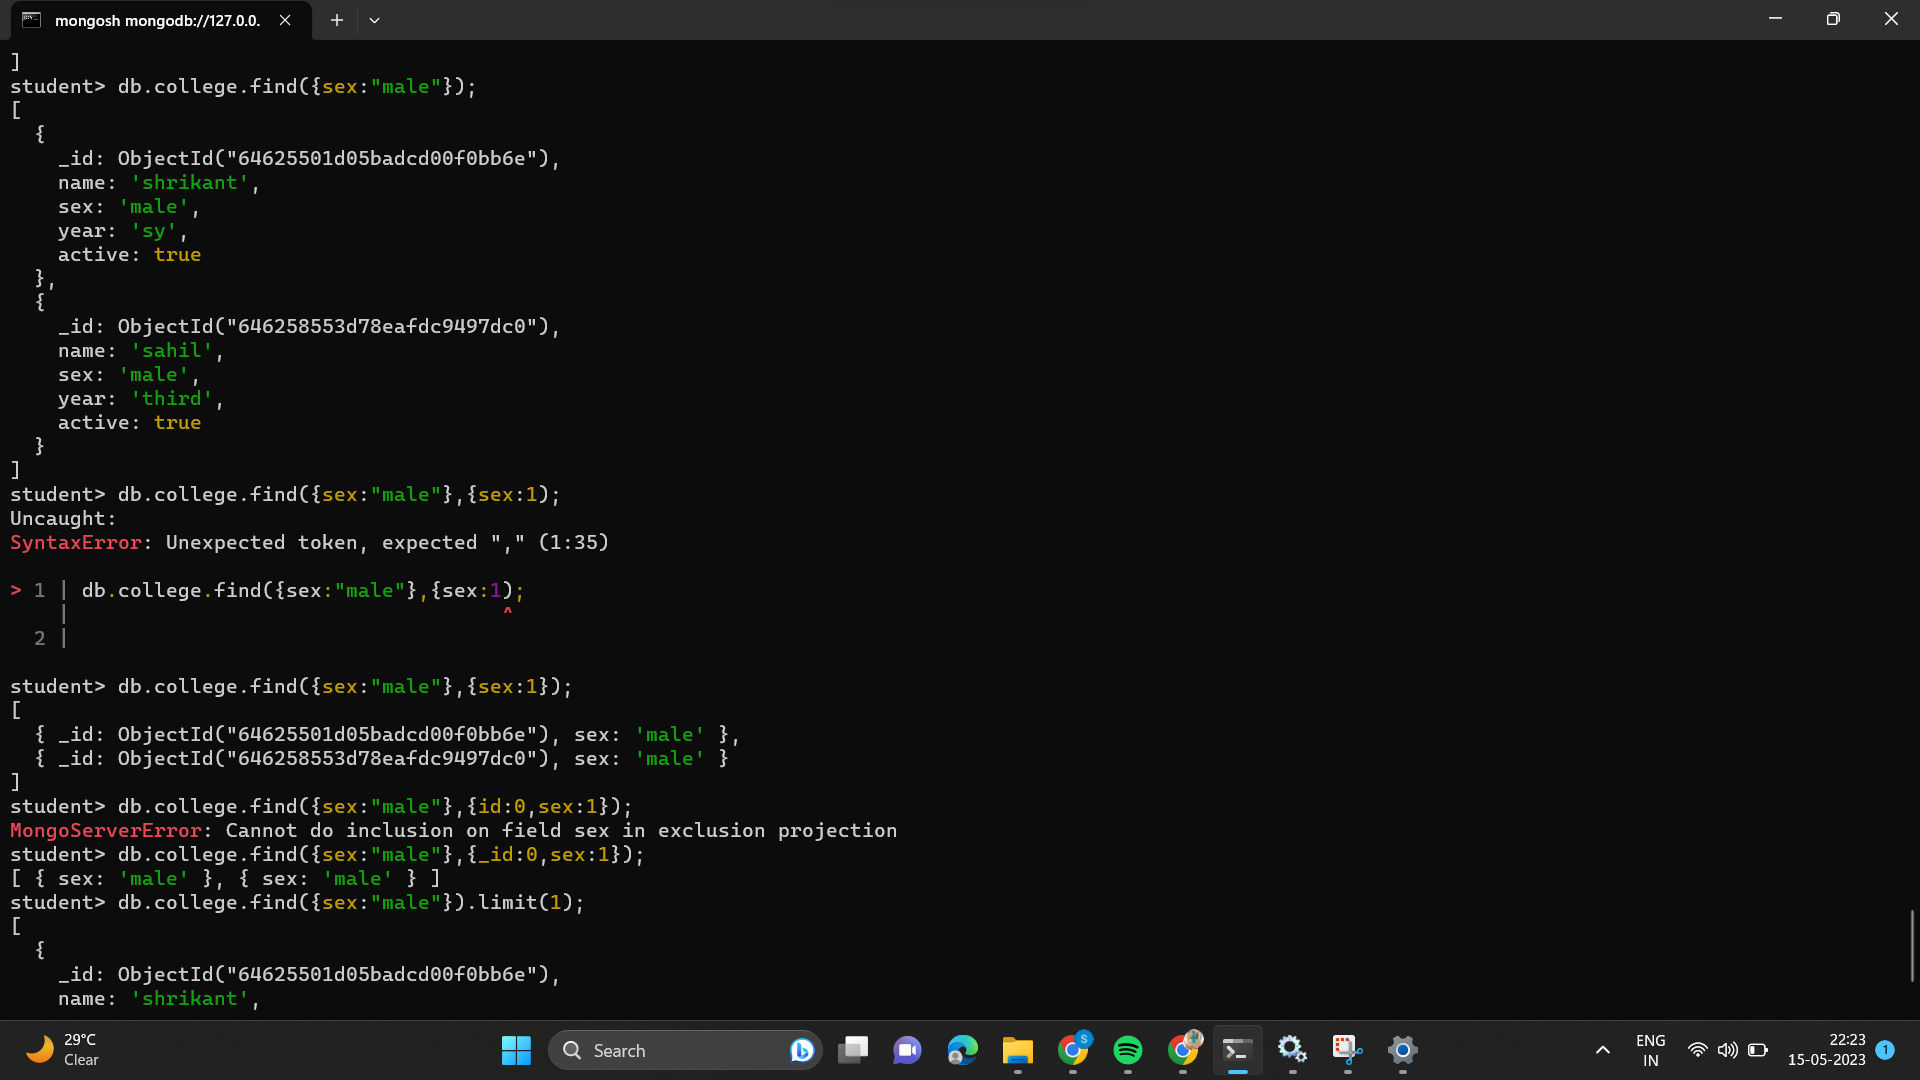 mongosh mongodb://127.0.0.
]
student> db.college.find({sex:"male"});
[
  {
    _id: ObjectId("64625501d05badcd00f0bb6e"),
    name: 'shrikant',
    sex: 'male',
    year: 'sy',
    active: true
  },
  {
    _id: ObjectId("646258553d78eafdc9497dc0"),
    name: 'sahil',
    sex: 'male',
    year: 'third',
    active: true
  }
]
student> db.college.find({sex:"male"},{sex:1);
Uncaught:
SyntaxError: Unexpected token, expected "," (1:35)
> 1 | db.college.find({sex:"male"},{sex:1);
    |                                    ^
  2 |
student> db.college.find({sex:"male"},{sex:1});
[
  { _id: ObjectId("64625501d05badcd00f0bb6e"), sex: 'male' },
  { _id: ObjectId("646258553d78eafdc9497dc0"), sex: 'male' }
]
student> db.college.find({sex:"male"},{id:0,sex:1});
MongoServerError: Cannot do inclusion on field sex in exclusion projection
student> db.college.find({sex:"male"},{_id:0,sex:1});
[ { sex: 'male' }, { sex: 'male' } ]
student> db.college.find({sex:"male"}).limit(1);
[
  {
    _id: ObjectId("64625501d05badcd00f0bb6e"),
    name: 'shrikant',
29°C
Clear
Search
S
ENG
IN
22:23
15-05-2023
1